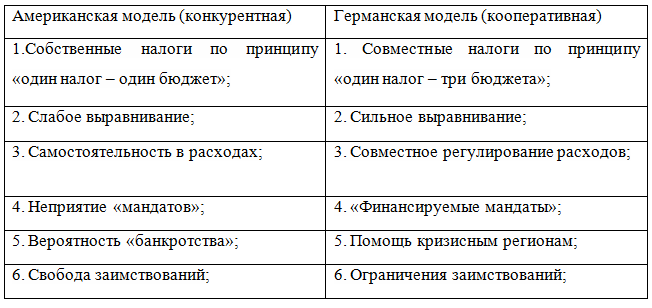 Американская модель (конкурентная)
Германская модель (кооперативная)
1.Собственные налоги по принципу
«один налог – один бюджет»;
1. Совместные налоги по принципу
«один налог – три бюджета»;
2. Слабое выравнивание;
2. Сильное выравнивание;
3. Самостоятельность в расходах;
3. Совместное регулирование расходов;
4. Неприятие «мандатов»;
4. «Финансируемые мандаты»;
5. Вероятность «банкротства»;
5. Помощь кризисным регионам;
6. Свобода заимствований;
6. Ограничения заимствований;